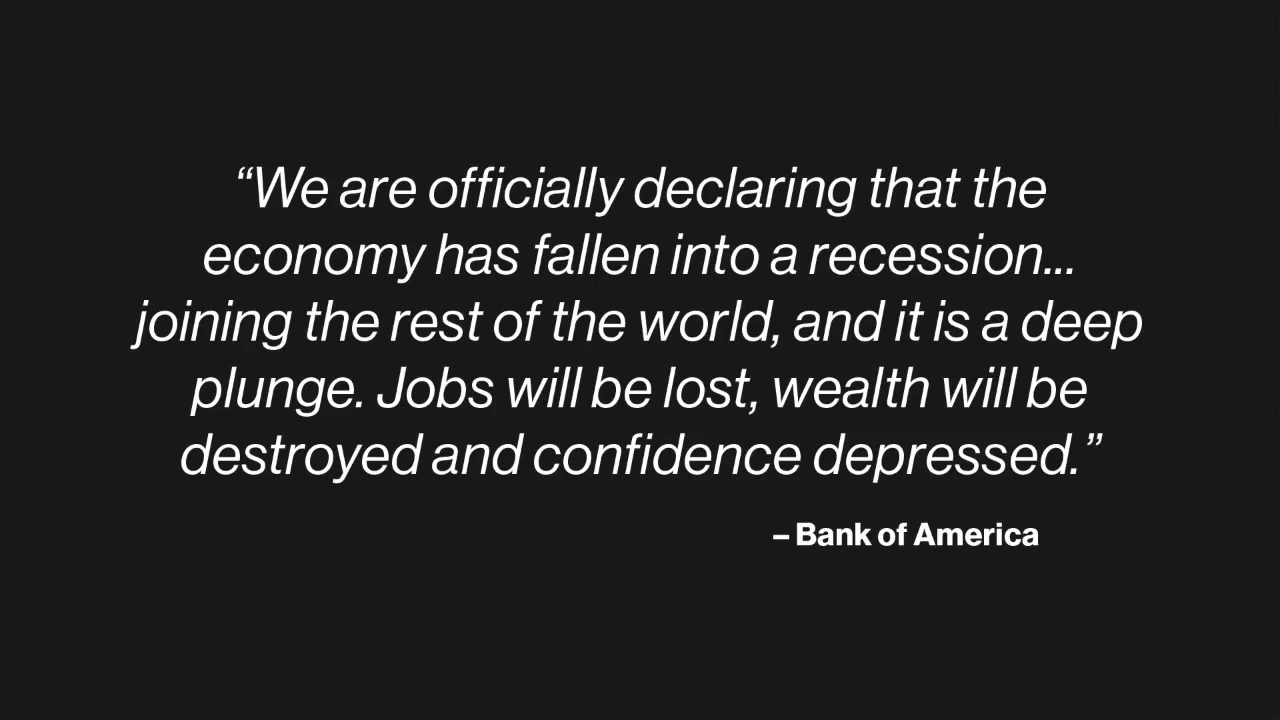 “We are officially declaring that the
economy has fallen into a recession...
joining the rest of the world, and it is a deep
plunge. Jobs will be lost, wealth will be
destroyed and confidence depressed.”
– Bank of America